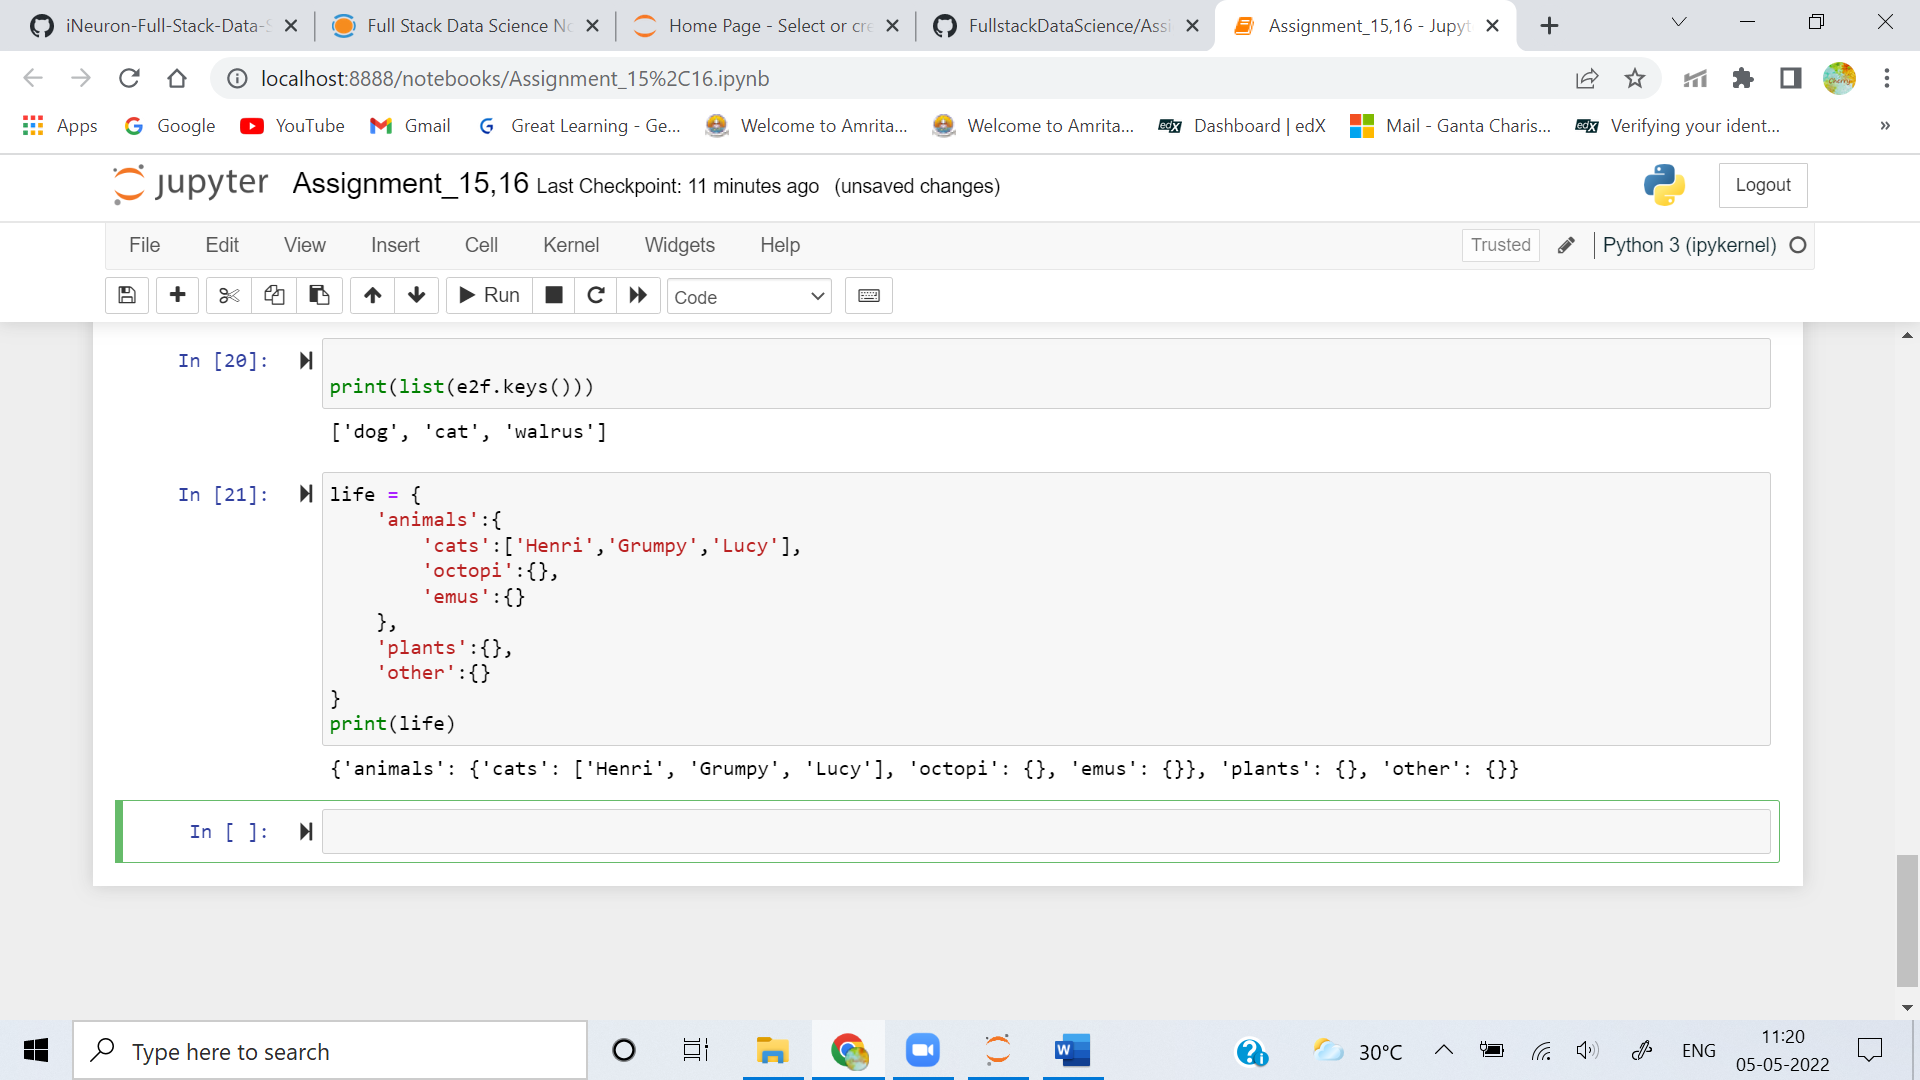 iNeuron-Full-Stack-Data-S
Full Stack Data Science No
Home Page - Select or cre
FullstackDataScience/Assi
Assignment_15,16 - Jupyt
localhost:8888/notebooks/Assignment_15%2C16.ipynb
Apps
Google
YouTube
Gmail
Great Learning - Ge...
Welcome to Amrita...
Welcome to Amrita...
edX Dashboard | edX
Mail - Ganta Charis...
edX Verifying your ident...
»
jupyter Assignment_15,16 Last Checkpoint: 11 minutes ago (unsaved changes)
Logout
File Edit View Insert Cell Kernel Widgets Help
Trusted
Python 3 (ipykernel)
Run
Code
In [20]:
print(list(e2f.keys()))
['dog', 'cat', 'walrus']
In [21]:
life = {
    'animals':{
        'cats':['Henri','Grumpy','Lucy'],
        'octopi':{},
        'emus':{}
    },
    'plants':{},
    'other':{}
}
print(life)
{'animals': {'cats': ['Henri', 'Grumpy', 'Lucy'], 'octopi': {}, 'emus': {}}, 'plants': {}, 'other': {}}
In [ ]:
Type here to search
30°C
ENG
11:20
05-05-2022